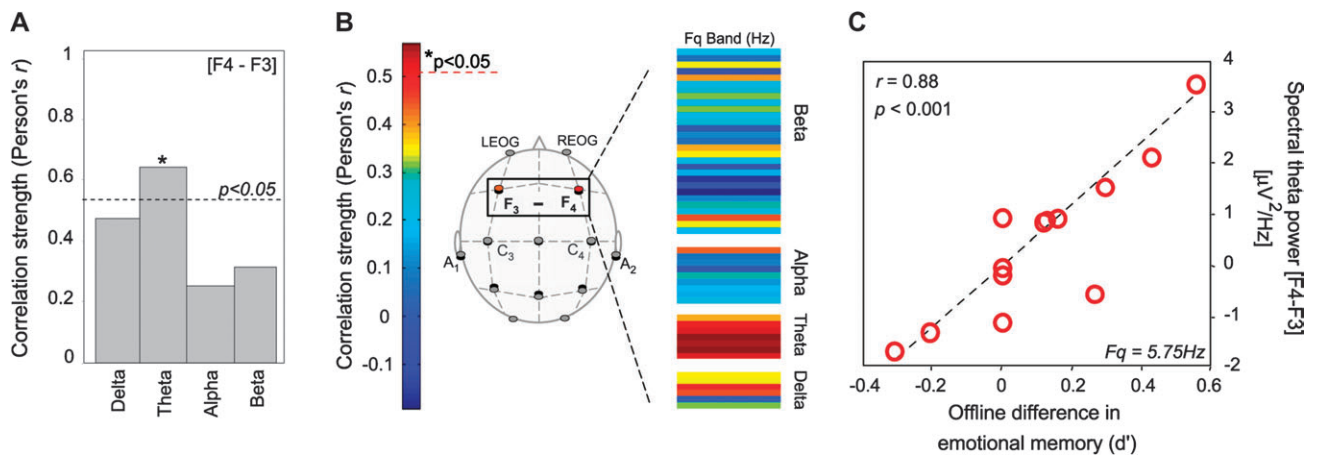 A
Correlation strength (Person's r)
1
0.8
0.6
0.4
0.2
0
[F4 - F3]
*
p<0.05
Delta
Theta
Alpha
Beta
B
Correlation strength (Person's r)
0.5
0.4
0.3
0.2
0.1
0
-0.1
*p<0.05
LEOG
REOG
F3
-
F4
A1
C3
C4
A2
Fq Band (Hz)
Beta
Alpha
Theta
Delta
C
r = 0.88
p < 0.001
Fq = 5.75Hz
4
3
2
1
0
-1
-2
Spectral theta power [F4-F3]
[µV2/Hz]
-0.4
-0.2
0
0.2
0.4
0.6
Offline difference in
emotional memory (d')